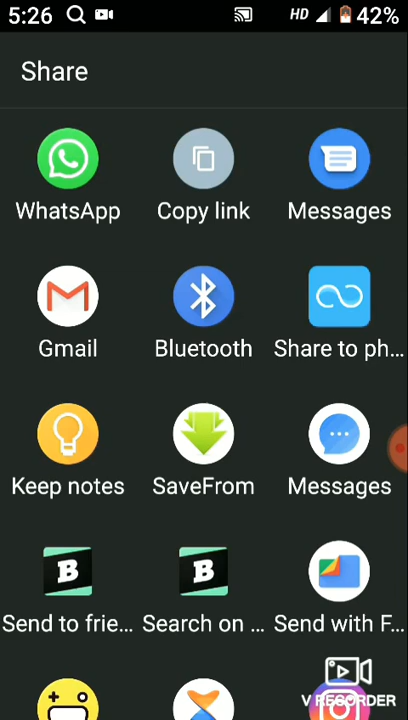 5:26 HD 42%
Share
WhatsApp Copy link Messages
Gmail Bluetooth Share to ph...
Keep notes SaveFrom Messages
B B
Send to frie... Search on ... Send with F...
V RECORDER